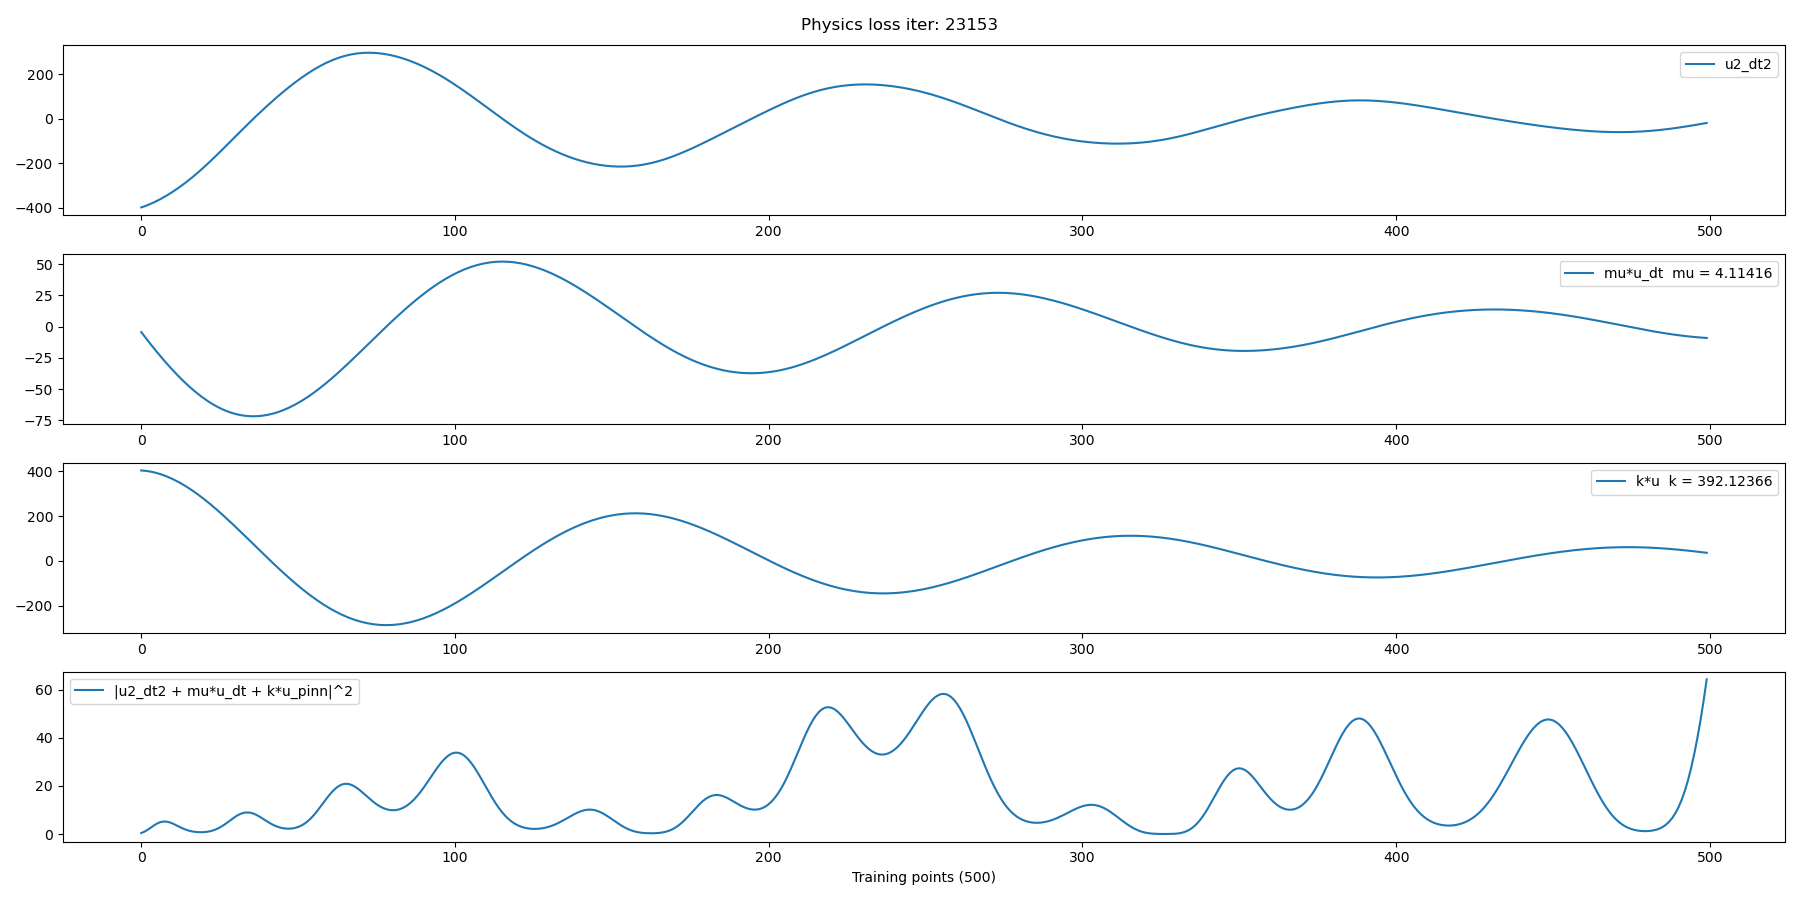 Physics loss iter: 23153
u2_dt2
200
0
−200
−400
0 100 200 300 400 500
mu*u_dt mu = 4.11416
50
25
0
−25
−50
−75
0 100 200 300 400 500
k*u k = 392.12366
400
200
0
−200
0 100 200 300 400 500
|u2_dt2 + mu*u_dt + k*u_pinn|^2
60
40
20
0
0 100 200 300 400 500
Training points (500)